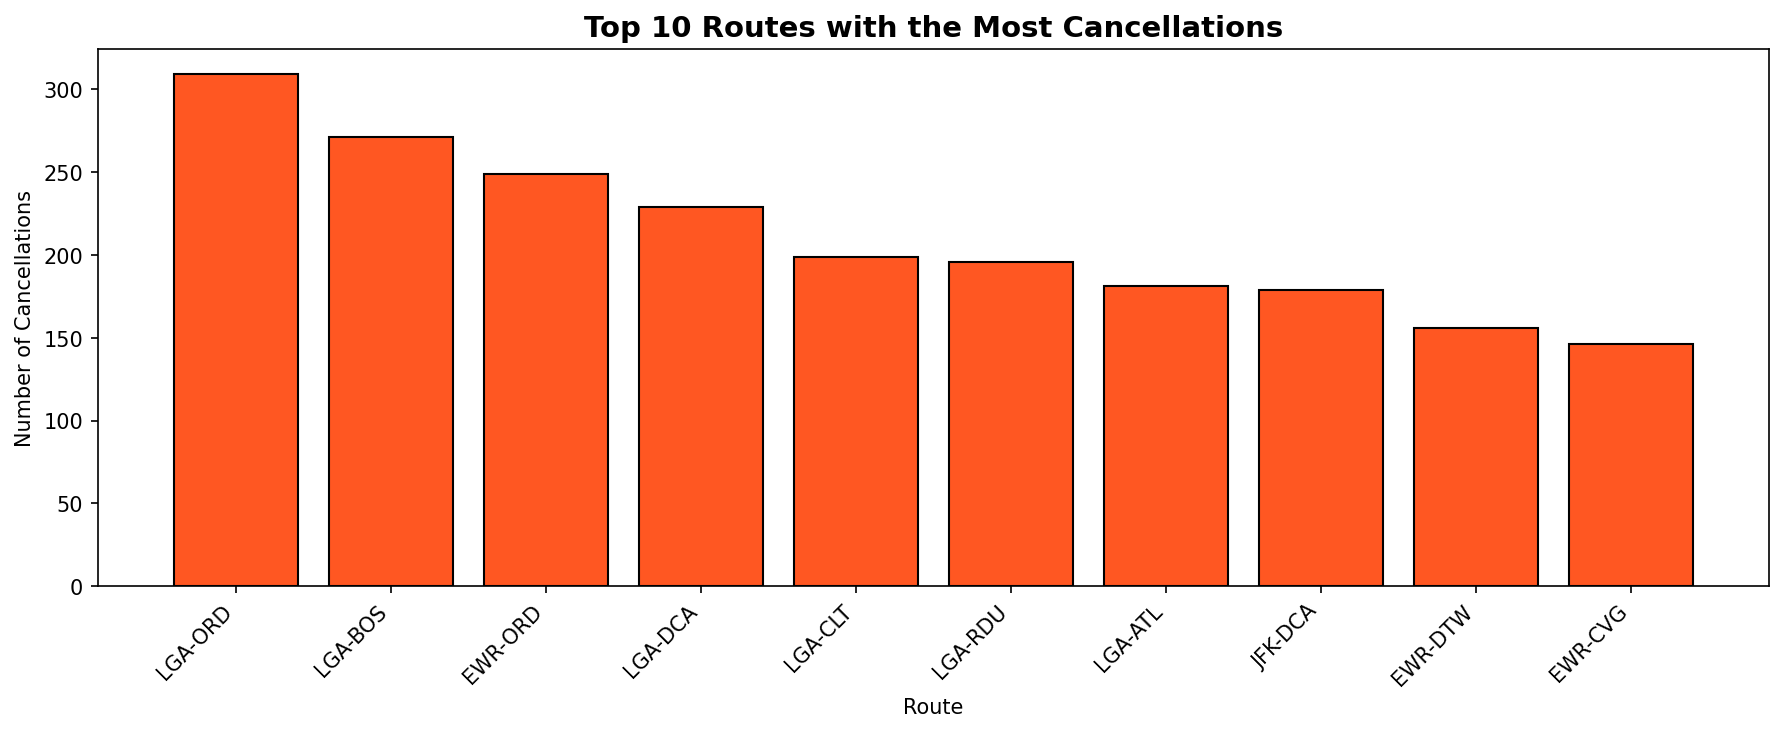 Top 10 Routes with the Most Cancellations
Number of Cancellations
300
250
200
150
100
50
0
LGA-ORD
LGA-BOS
EWR-ORD
LGA-DCA
LGA-CLT
LGA-RDU
LGA-ATL
JFK-DCA
EWR-DTW
EWR-CVG
Route